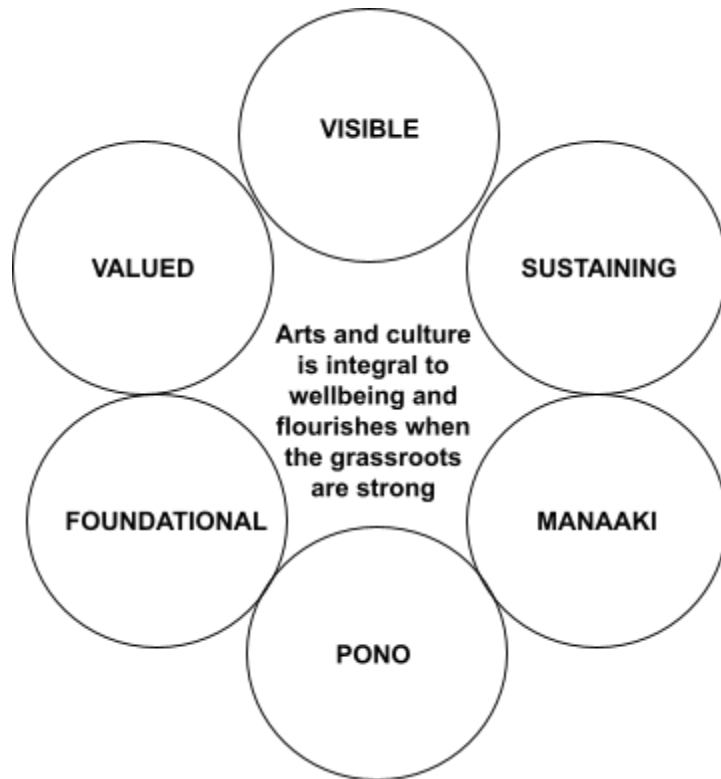 VISIBLE
VALUED
SUSTAINING
Arts and culture
is integral to
wellbeing and
flourishes when
the grassroots
are strong
FOUNDATIONAL
MANAAKI
PONO